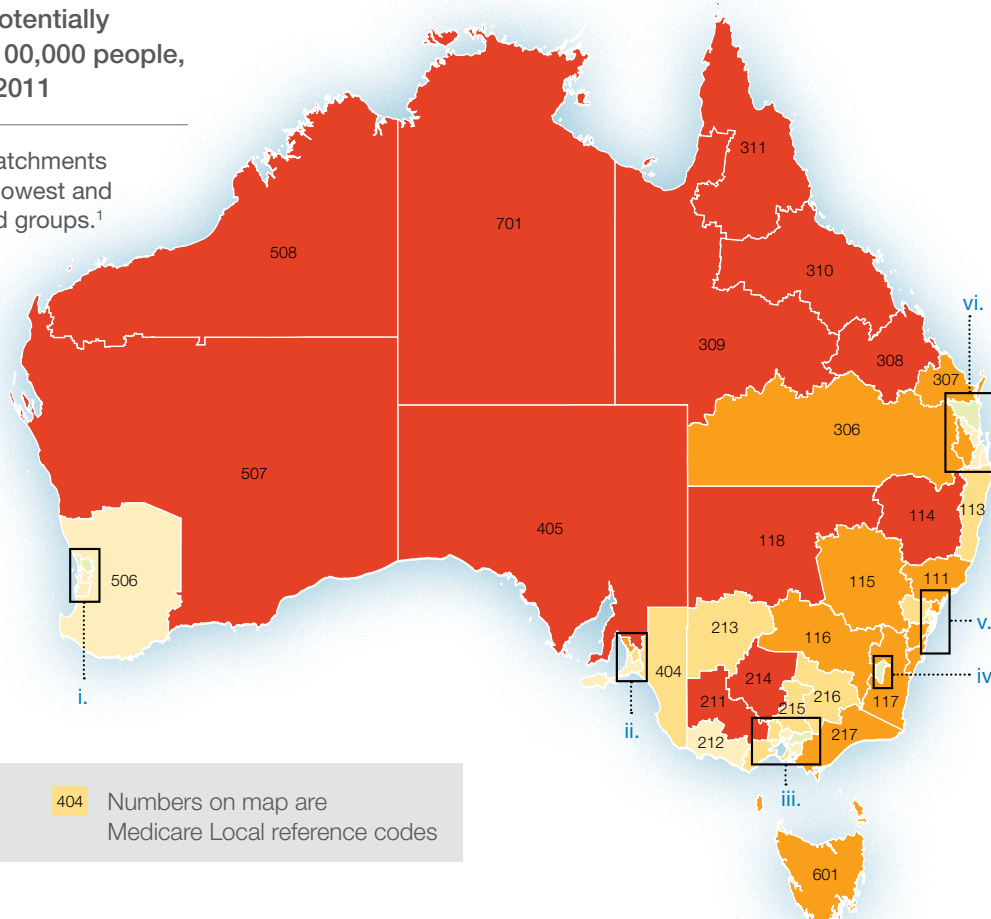 otentially
00,000 people,
2011
atchments
owest and
d groups.¹
311
701
508
310
vi.
309
308
307
306
507
113
114
405
118
506
111
115
v.
213
116
404
214
iv
216
211
117
215
i.
217
ii.
212
iii.
404 Numbers on map are
Medicare Local reference codes
601